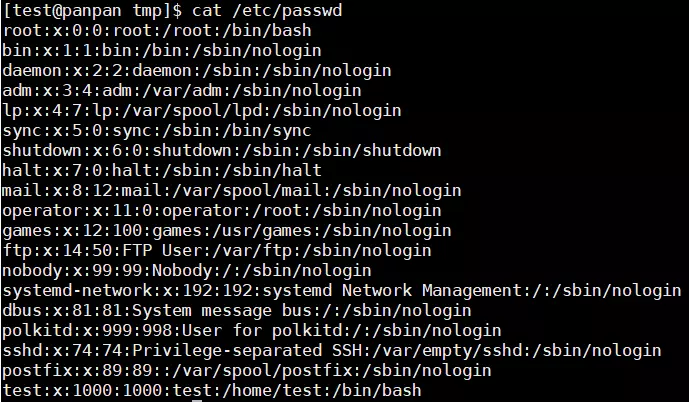 [test@panpan tmp]$ cat /etc/passwd
root:x:0:0:root:/root:/bin/bash
bin:x:1:1:bin:/bin:/sbin/nologin
daemon:x:2:2:daemon:/sbin:/sbin/nologin
adm:x:3:4:adm:/var/adm:/sbin/nologin
lp:x:4:7:lp:/var/spool/lpd:/sbin/nologin
sync:x:5:0:sync:/sbin:/bin/sync
shutdown:x:6:0:shutdown:/sbin:/sbin/shutdown
halt:x:7:0:halt:/sbin:/sbin/halt
mail:x:8:12:mail:/var/spool/mail:/sbin/nologin
operator:x:11:0:operator:/root:/sbin/nologin
games:x:12:100:games:/usr/games:/sbin/nologin
ftp:x:14:50:FTP User:/var/ftp:/sbin/nologin
nobody:x:99:99:Nobody:/:/sbin/nologin
systemd-network:x:192:192:systemd Network Management:/:/sbin/nologin
dbus:x:81:81:System message bus:/:/sbin/nologin
polkitd:x:999:998:User for polkitd:/:/sbin/nologin
sshd:x:74:74:Privilege-separated SSH:/var/empty/sshd:/sbin/nologin
postfix:x:89:89::/var/spool/postfix:/sbin/nologin
test:x:1000:1000:test:/home/test:/bin/bash